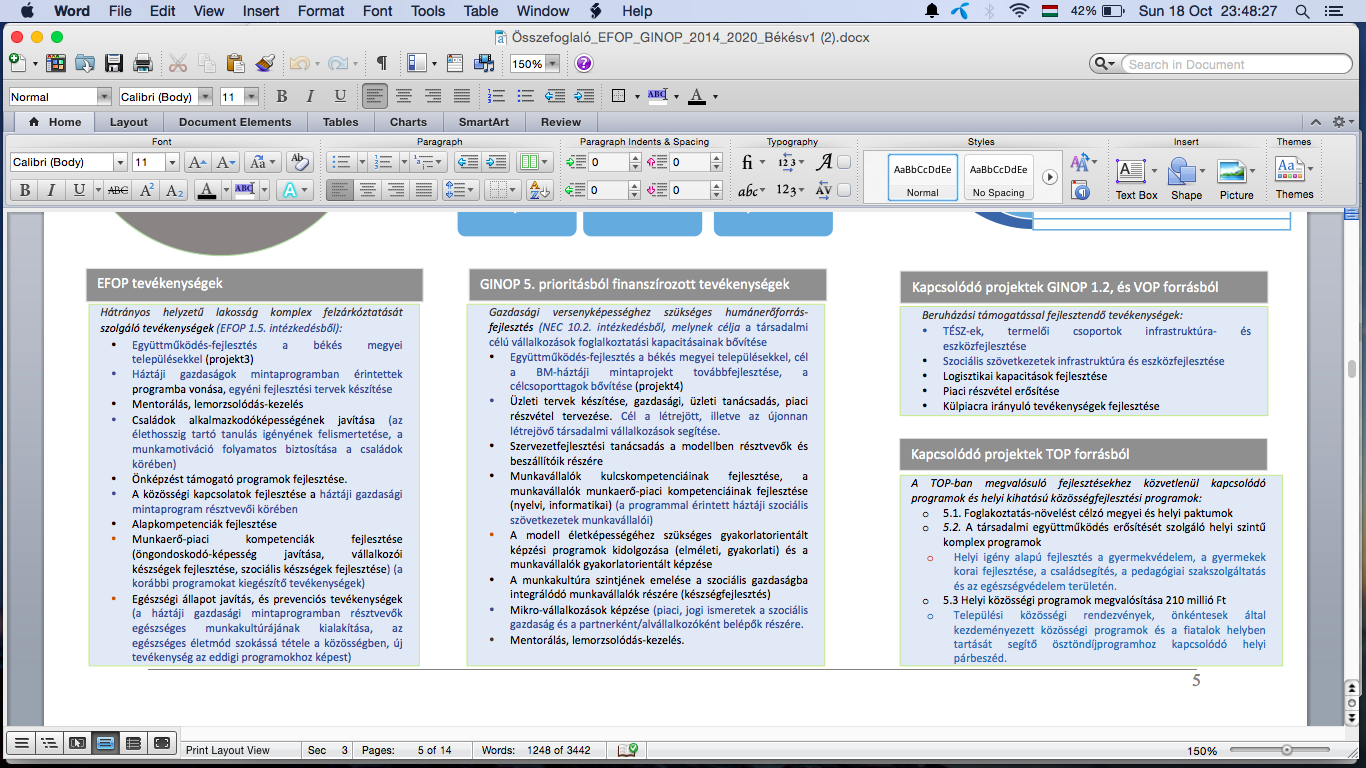 Word File Edit View Insert Format Font Tools Table Window Help 42% Sun 18 Oct 23:48:27
Összefoglaló_EFOP_GINOP_2014_2020_Békésv1 (2).docx
150% Search in Document
Normal Calibri (Body) 11 B I U ABC A
Home Layout Document Elements Tables Charts SmartArt Review
Font Paragraph Paragraph Indents & Spacing Typography Styles Insert Themes
Calibri (Body) 11 A A Aa 0 0 AaBbCcDdEe AaBbCcDdEe
Normal No Spacing
B I U ABC A² A₂ A ABC A 0 0 abc 123 AV Text Box Shape Picture Themes
EFOP tevékenységek
Hátrányos helyzetű lakosság komplex felzárkóztatását
szolgáló tevékenységek (EFOP 1.5. intézkedésből):
• Együttműködés-fejlesztés a békés megyei
településekkel (projekt3)
• Háztáji gazdaságok mintaprogramban érintettek
programba vonása, egyéni fejlesztési tervek készítése
• Mentorálás, lemorzsolódás-kezelés
• Családok alkalmazkodóképességének javítása (az
élethosszig tartó tanulás igényének felismertetése, a
munkamotiváció folyamatos biztosítása a családok
körében)
• Önképzést támogató programok fejlesztése.
• A közösségi kapcsolatok fejlesztése a háztáji gazdasági
mintaprogram résztvevői körében
• Alapkompetenciák fejlesztése
• Munkaerő-piaci kompetenciák fejlesztése
(öngondoskodó-képesség javítása, vállalkozói
készségek fejlesztése, szociális készségek fejlesztése) (a
korábbi programokat kiegészítő tevékenységek)
• Egészségi állapot javítás, és prevenciós tevékenységek
(a háztáji gazdasági mintaprogramban résztvevők
egészséges munkakultúrájának kialakítása, az
egészséges életmód szokássá tétele a közösségben, új
tevékenység az eddigi programokhoz képest)
GINOP 5. prioritásból finanszírozott tevékenységek
Gazdasági versenyképességhez szükséges humánerőforrás-
fejlesztés (NEC 10.2. intézkedésből, melynek célja a társadalmi
célú vállalkozások foglalkoztatási kapacitásainak bővítése
• Együttműködés-fejlesztés a békés megyei településekkel, cél
a BM-háztáji mintaprojekt továbbfejlesztése, a
célcsoporttagok bővítése (projekt4)
• Üzleti tervek készítése, gazdasági, üzleti tanácsadás, piaci
részvétel tervezése. Cél a létrejött, illetve az újonnan
létrejövő társadalmi vállalkozások segítése.
• Szervezetfejlesztési tanácsadás a modellben résztvevők és
beszállítóik részére
• Munkavállalók kulcskompetenciáinak fejlesztése, a
munkavállalók munkaerő-piaci kompetenciáinak fejlesztése
(nyelvi, informatikai) (a programmal érintett háztáji szociális
szövetkezetek munkavállalói)
• A modell életképességéhez szükséges gyakorlatorientált
képzési programok kidolgozása (elméleti, gyakorlati) és a
munkavállalók gyakorlatorientált képzése
• A munkakultúra szintjének emelése a szociális gazdaságba
integrálódó munkavállalók részére (készségfejlesztés)
• Mikro-vállalkozások képzése (piaci, jogi ismeretek a szociális
gazdaság és a partnerként/alvállalkozóként belépők részére.
• Mentorálás, lemorzsolódás-kezelés.
Kapcsolódó projektek GINOP 1.2, és VOP forrásból
Beruházási támogatással fejlesztendő tevékenységek:
• TÉSZ-ek, termelői csoportok infrastruktúra- és
eszközfejlesztése
• Szociális szövetkezetek infrastruktúra és eszközfejlesztése
• Logisztikai kapacitások fejlesztése
• Piaci részvétel erősítése
• Külpiacra irányuló tevékenységek fejlesztése
Kapcsolódó projektek TOP forrásból
A TOP-ban megvalósuló fejlesztésekhez közvetlenül kapcsolódó
programok és helyi kihatású közösségfejlesztési programok:
o 5.1. Foglakoztatás-növelést célzó megyei és helyi paktumok
o 5.2. A társadalmi együttműködés erősítését szolgáló helyi szintű
komplex programok
o Helyi igény alapú fejlesztés a gyermekvédelem, a gyermekek
korai fejlesztése, a családsegítés, a pedagógiai szakszolgáltatás
és az egészségvédelem területén.
o 5.3 Helyi közösségi programok megvalósítása 210 millió Ft
o Települési közösségi rendezvények, önkéntesek által
kezdeményezett közösségi programok és a fiatalok helyben
tartását segítő ösztöndíjprogramhoz kapcsolódó helyi
párbeszéd.
5
Print Layout View Sec 3 Pages: 5 of 14 Words: 1248 of 3442 150%